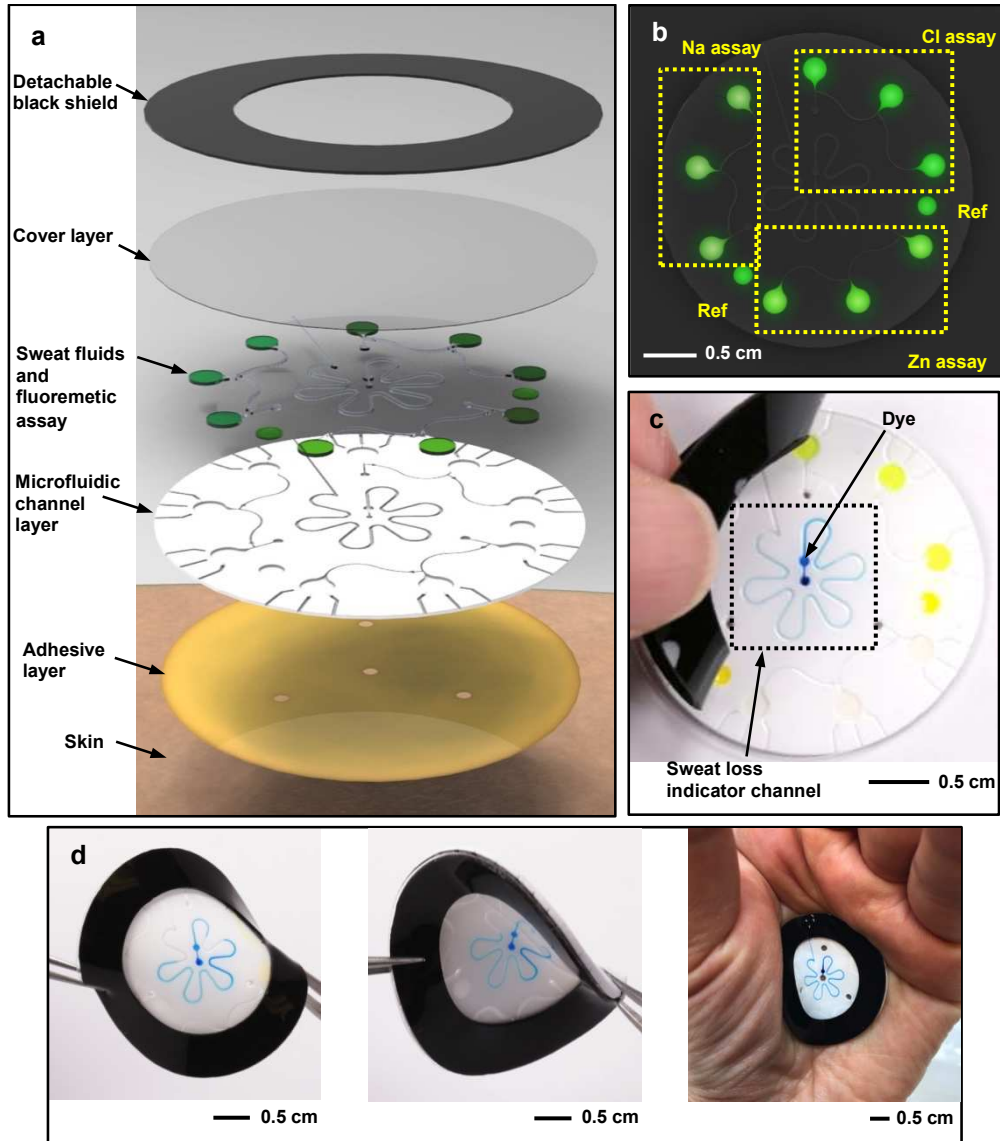 a
Detachable
black shield
Cover layer
Sweat fluids
and
fluoremetic
assay
Microfluidic
channel
layer
Adhesive
layer
Skin
b
Na assay
Cl assay
Ref
Ref
0.5 cm
Zn assay
c
Dye
Sweat loss
indicator channel
0.5 cm
d
0.5 cm
0.5 cm
0.5 cm